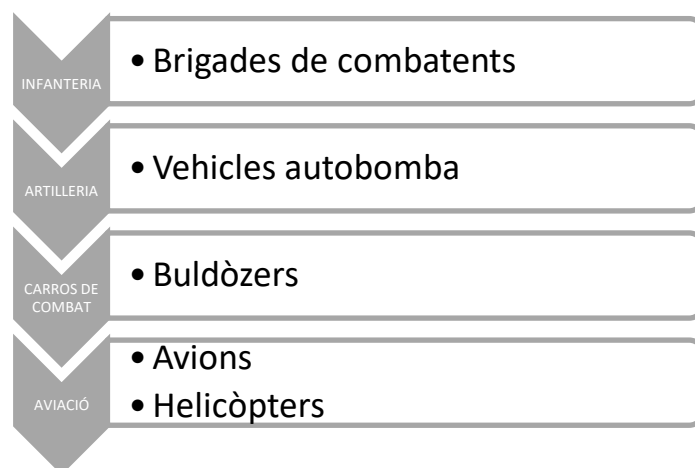 INFANTERIA
• Brigades de combatents
ARTILLERIA
• Vehicles autobomba
CARROS DE
COMBAT
• Buldòzers
AVIACIÓ
• Avions
• Helicòpters